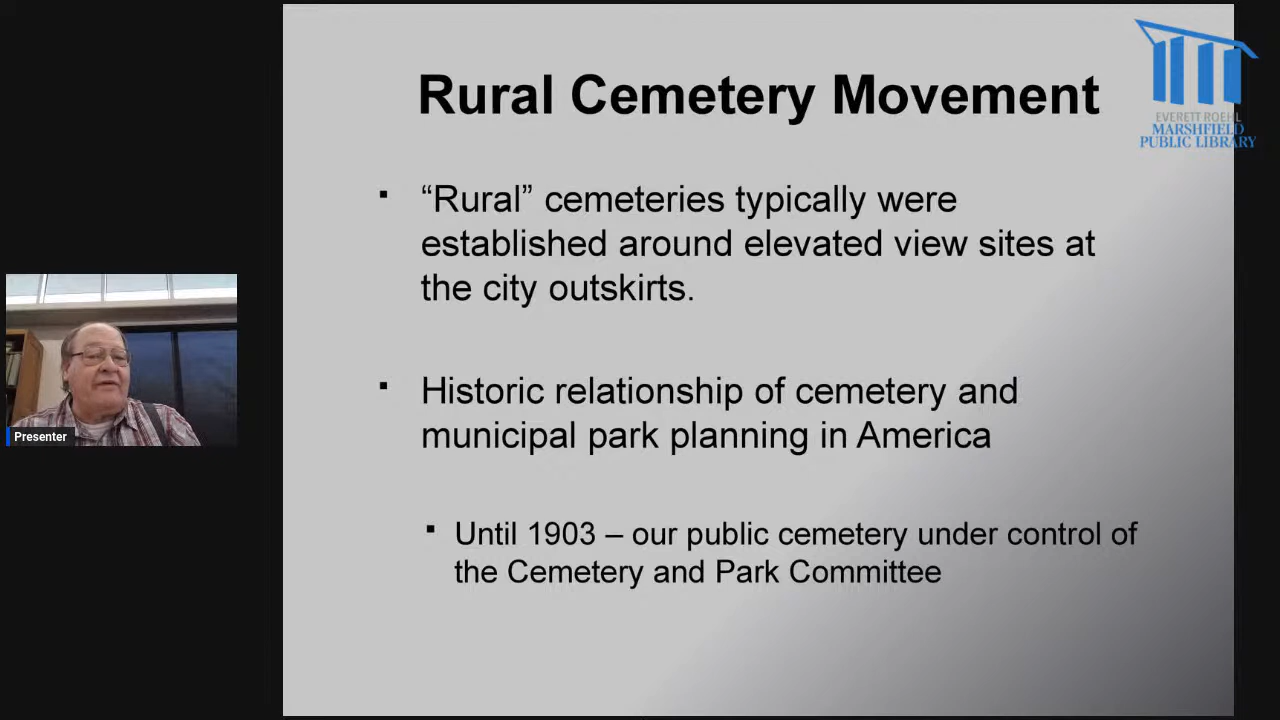 Rural Cemetery Movement
EVERETT ROEHL
MARSHFIELD
PUBLIC LIBRARY
▪ “Rural” cemeteries typically were
established around elevated view sites at
the city outskirts.
▪ Historic relationship of cemetery and
municipal park planning in America
▪ Until 1903 – our public cemetery under control of
the Cemetery and Park Committee
Presenter